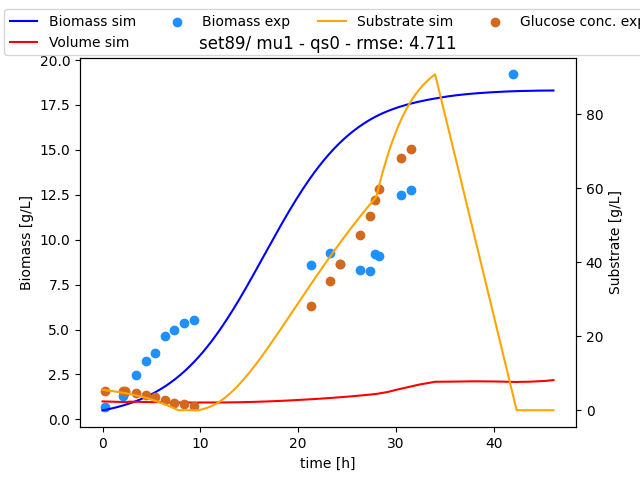 Biomass sim Biomass exp Substrate sim Glucose conc. exp
Volume sim
set89/ mu1 - qs0 - rmse: 4.711
20.0
17.5
15.0
12.5
10.0
7.5
5.0
2.5
0.0
Biomass [g/L]
80
60
40
20
0
Substrate [g/L]
0 10 20 30 40
time [h]